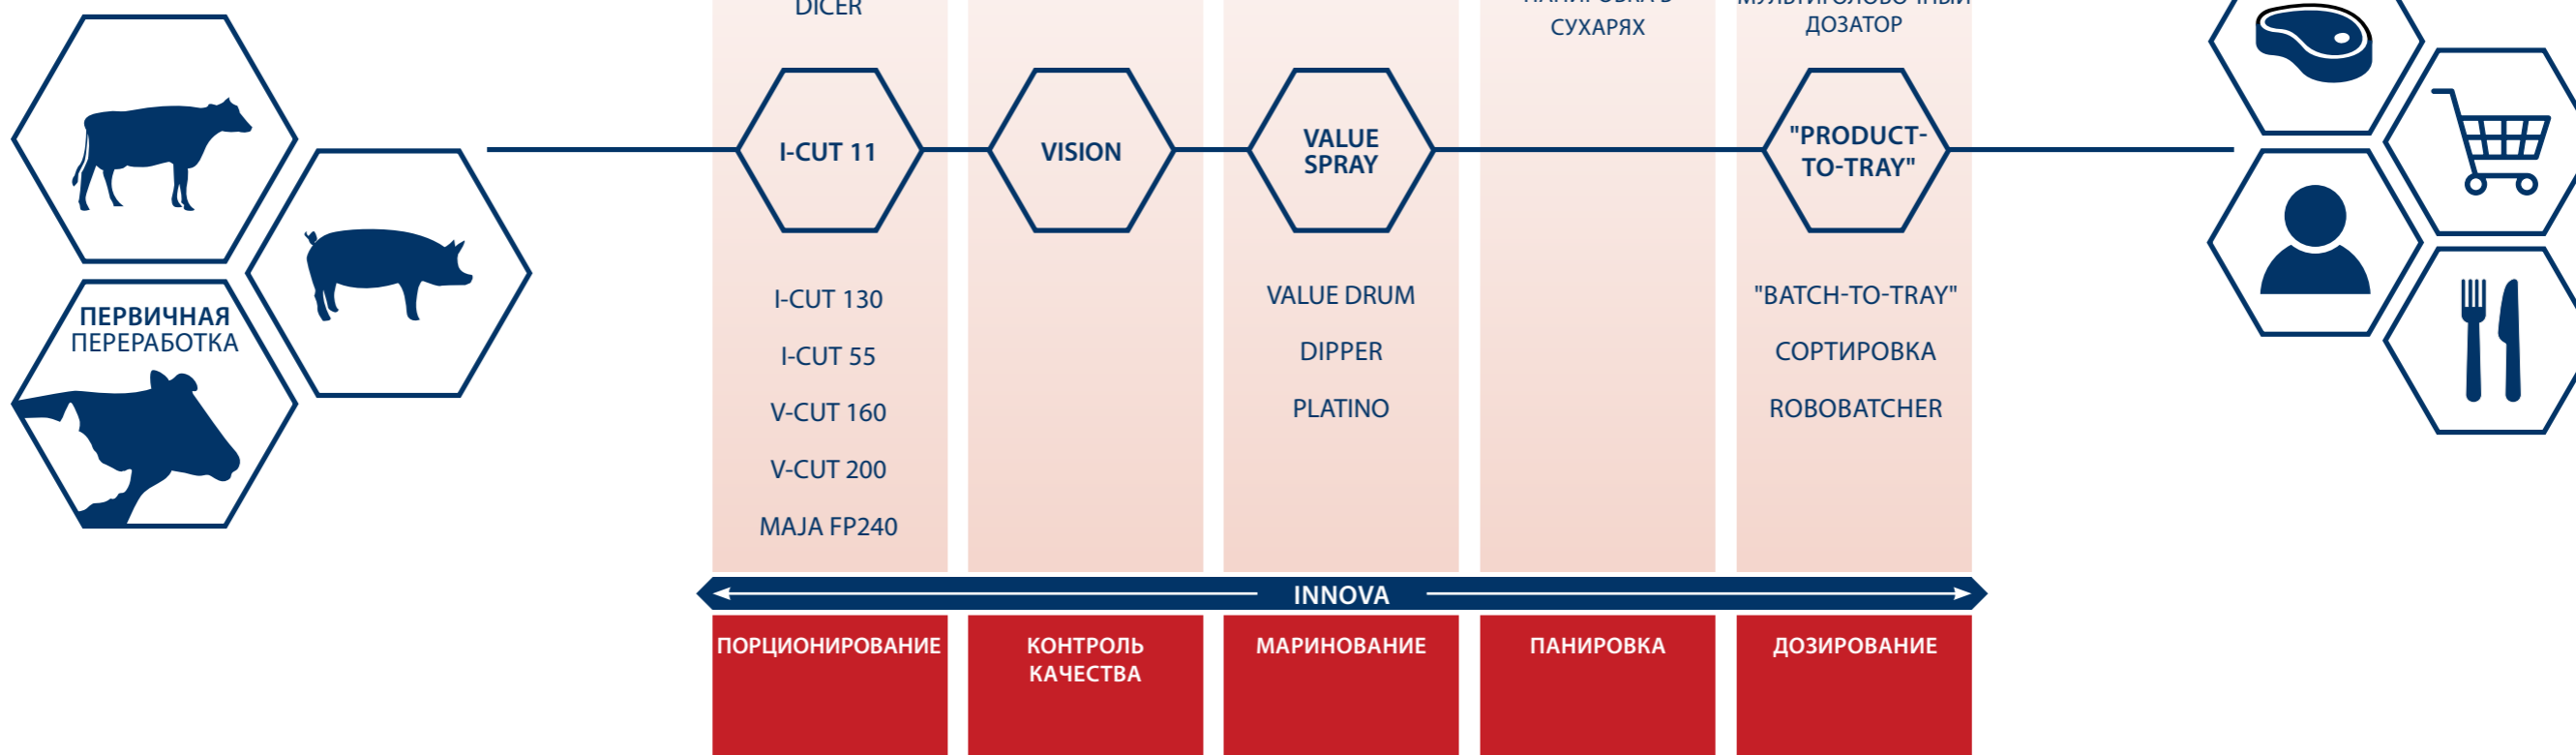 DICER
СУХАРЯХ
ДОЗАТОР
ПЕРВИЧНАЯ
ПЕРЕРАБОТКА
I-CUT 11
VISION
VALUE
SPRAY
"PRODUCT-
TO-TRAY"
I-CUT 130
I-CUT 55
V-CUT 160
V-CUT 200
MAJA FP240
VALUE DRUM
DIPPER
PLATINO
"BATCH-TO-TRAY"
СОРТИРОВКА
ROBOBATCHER
INNOVA
ПОРЦИОНИРОВАНИЕ
КОНТРОЛЬ
КАЧЕСТВА
МАРИНОВАНИЕ
ПАНИРОВКА
ДОЗИРОВАНИЕ